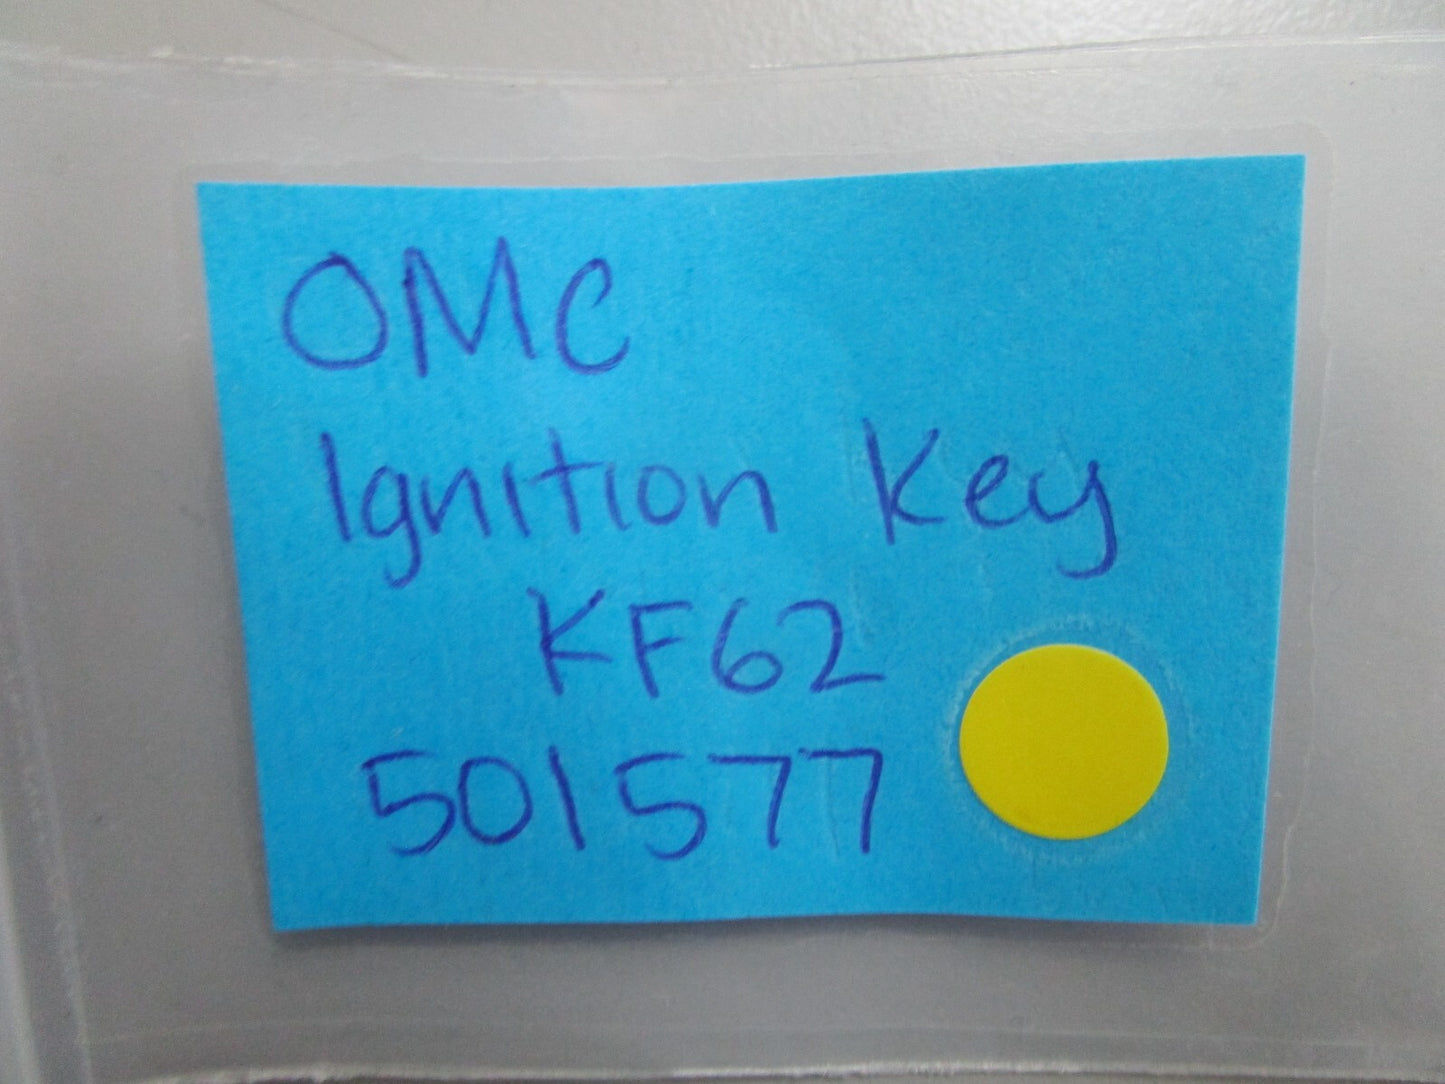 OMC
Ignition Key
KF62
501577